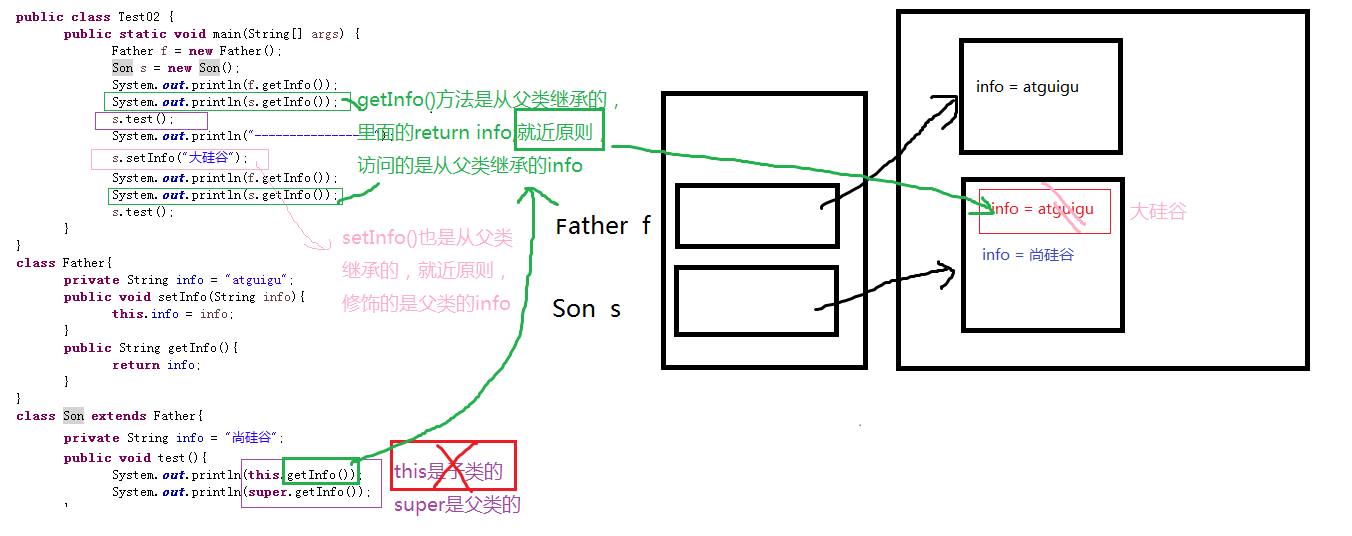 public class Test02 {
public static void main(String[] args) {
Father f = new Father();
Son s = new Son();
System.out.println(f.getInfo());
System.out.println(s.getInfo());
s.test();
System.out.println("-----------------");
s.setInfo("大硅谷");
System.out.println(f.getInfo());
System.out.println(s.getInfo());
s.test();
}
}
class Father{
private String info = "atguigu";
public void setInfo(String info){
this.info = info;
}
public String getInfo(){
return info;
}
}
class Son extends Father{
private String info = "尚硅谷";
public void test(){
System.out.println(this.getInfo());
System.out.println(super.getInfo());
}
getInfo()方法是从父类继承的，
里面的return info,就近原则，
访问的是从父类继承的info
setInfo()也是从父类
继承的，就近原则，
修饰的是父类的info
this是子类的
super是父类的
Father f
Son s
info = atguigu
info = atguigu
大硅谷
info = 尚硅谷